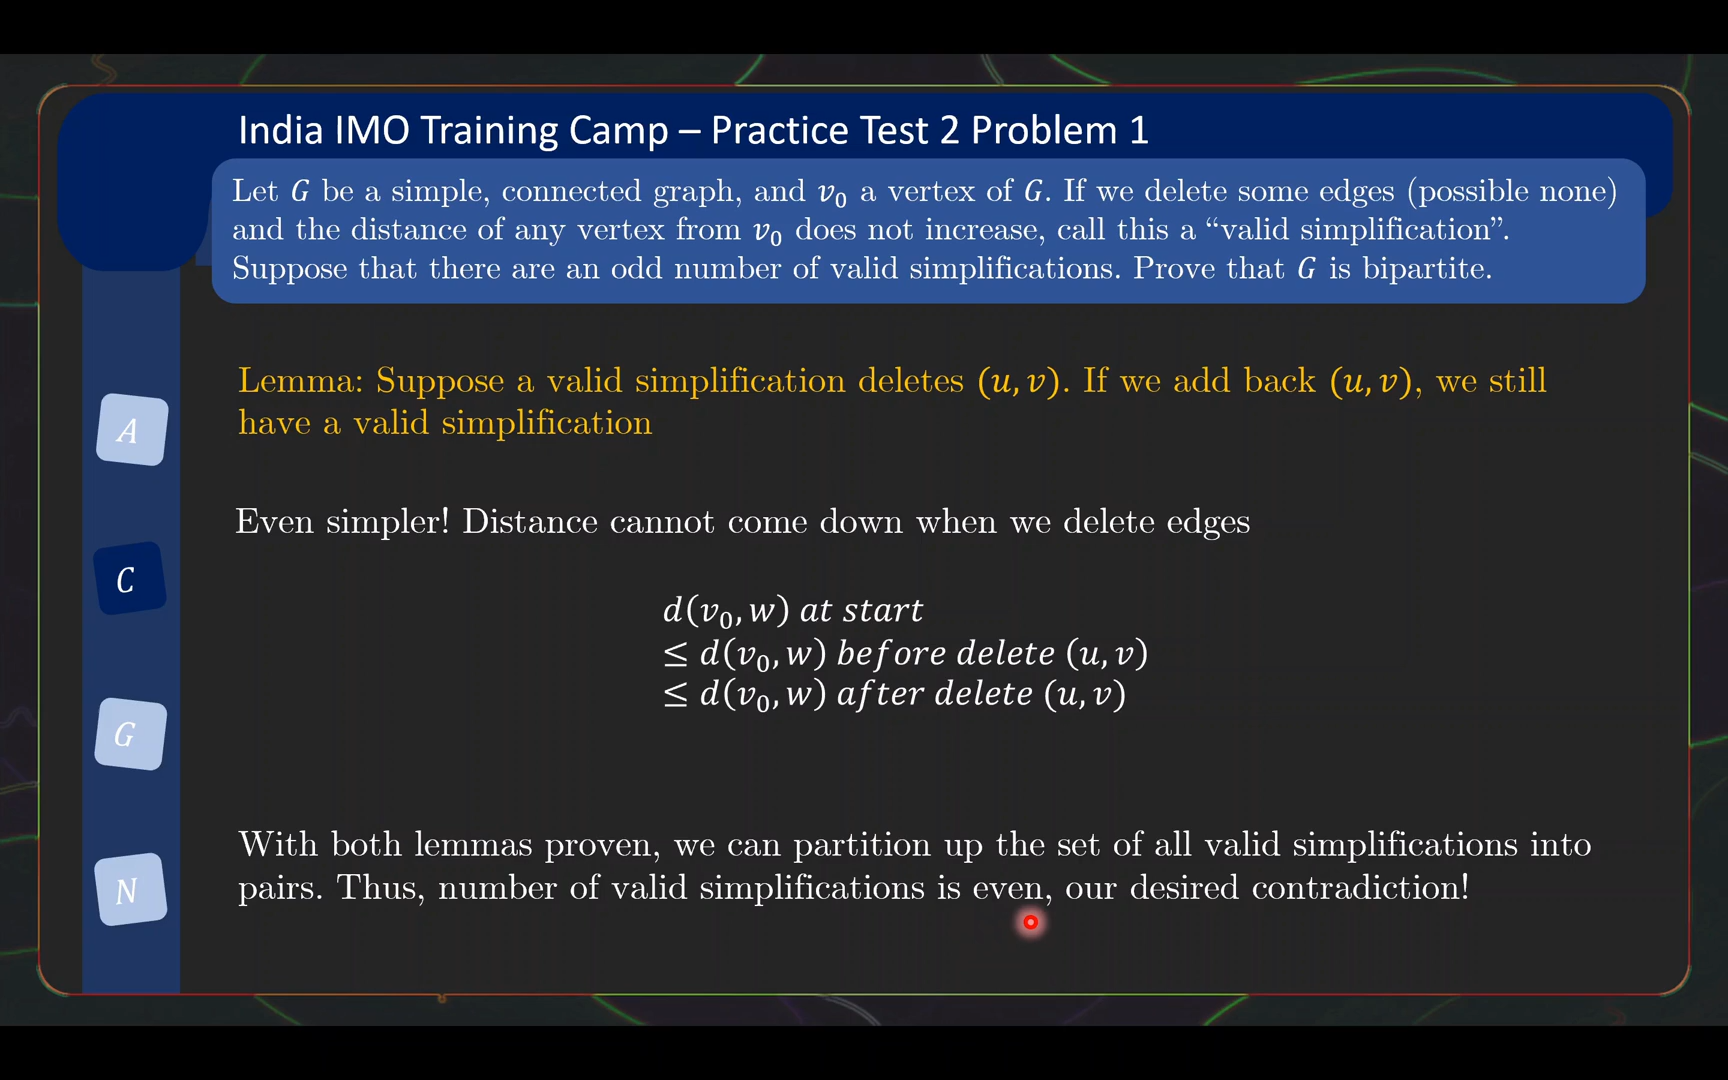 India IMO Training Camp – Practice Test 2 Problem 1
Let G be a simple, connected graph, and v₀ a vertex of G. If we delete some edges (possible none)
and the distance of any vertex from v₀ does not increase, call this a “valid simplification”.
Suppose that there are an odd number of valid simplifications. Prove that G is bipartite.
Lemma: Suppose a valid simplification deletes (u, v). If we add back (u, v), we still
have a valid simplification
Even simpler! Distance cannot come down when we delete edges
d(v₀, w) at start
≤ d(v₀, w) before delete (u, v)
≤ d(v₀, w) after delete (u, v)
With both lemmas proven, we can partition up the set of all valid simplifications into
pairs. Thus, number of valid simplifications is even, our desired contradiction!
A
C
G
N